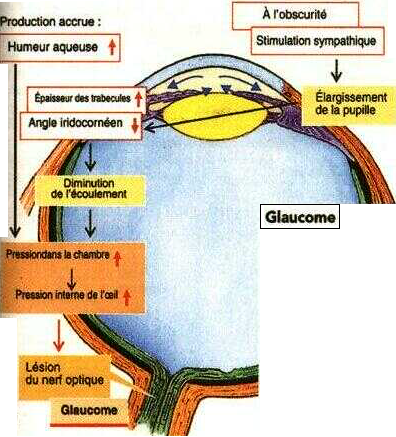 Production accrue :
Humeur aqueuse
À l'obscurité
Stimulation sympathique
Épaisseur des trabecules
Angle iridocornéen
Élargissement
de la pupille
Diminution
de l'écoulement
Glaucome
Pressiondans la chambre
Pression interne de l'œil
Lésion
du nerf optique
Glaucome